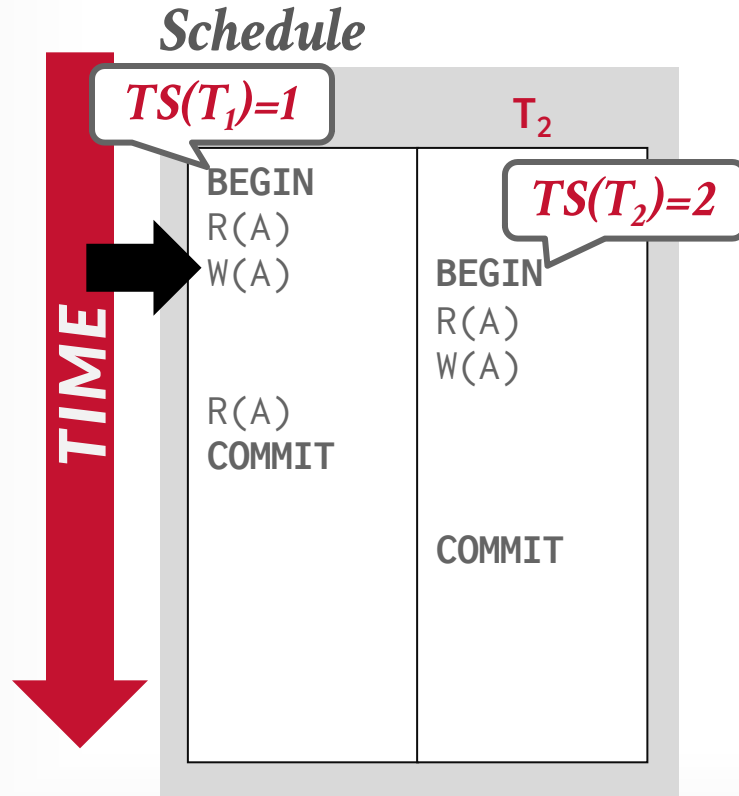 Schedule
TS(T₁)=1
T₂
BEGIN
TS(T₂)=2
R(A)
W(A)
BEGIN
R(A)
W(A)
R(A)
COMMIT
COMMIT
TIME